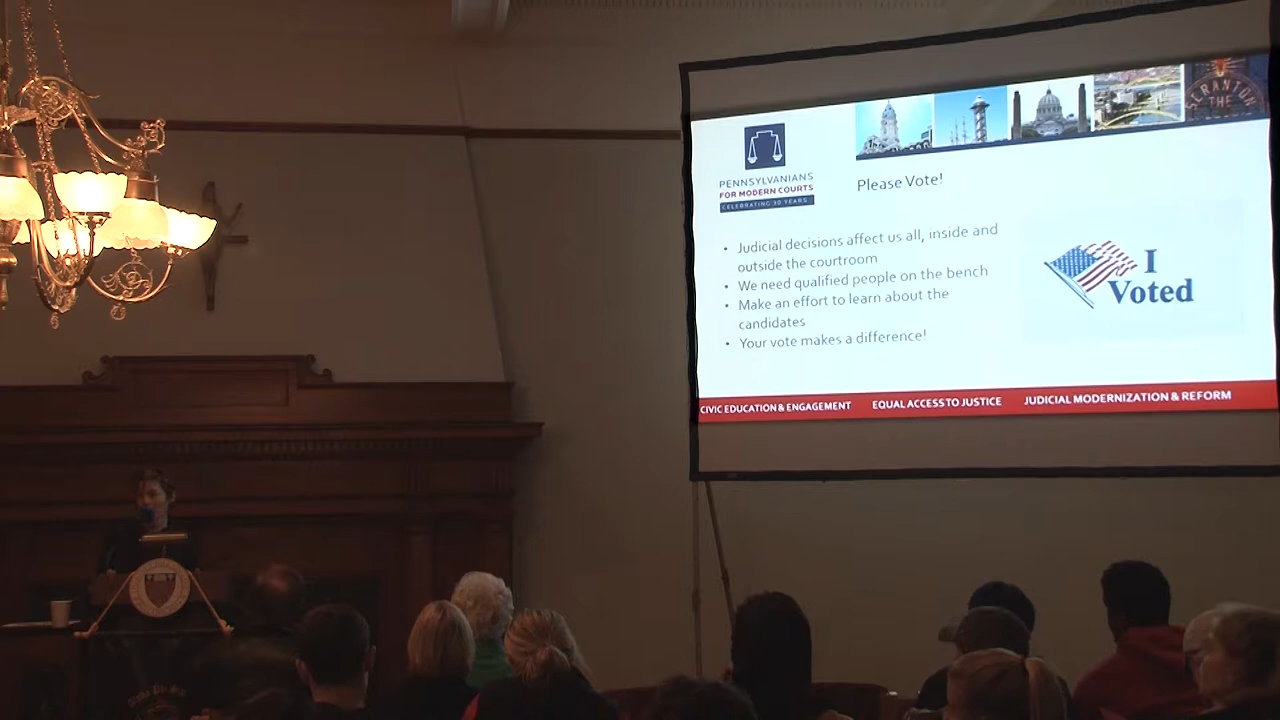 SCRANTON
THE
PENNSYLVANIANS
FOR MODERN COURTS
CELEBRATING 30 YEARS
Please Vote!
• Judicial decisions affect us all, inside and
outside the courtroom
• We need qualified people on the bench
• Make an effort to learn about the
candidates
• Your vote makes a difference!
I
Voted
CIVIC EDUCATION & ENGAGEMENT EQUAL ACCESS TO JUSTICE JUDICIAL MODERNIZATION & REFORM